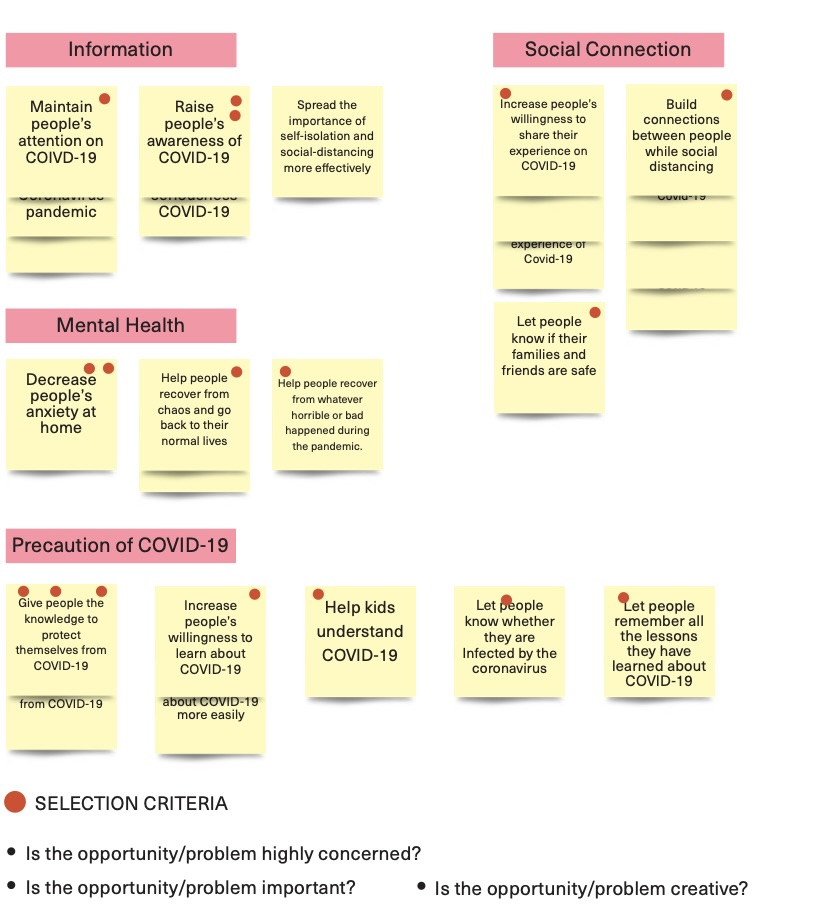 Information
Maintain
people's
attention on
COIVD-19
pandemic
Raise
people's
awareness of
COVID-19
COVID-19
Spread the
importance of
self-isolation and
social-distancing
more effectively
Social Connection
Increase people's
willingness to
share their
experience on
COVID-19
experience of
Covid-19
Build
connections
between people
while social
distancing
Covid-19
Let people
know if their
families and
friends are safe
Mental Health
Decrease
people's
anxiety at
home
Help people
recover from
chaos and go
back to their
normal lives
Help people recover
from whatever
horrible or bad
happened during
the pandemic.
Precaution of COVID-19
Give people the
knowledge to
protect
themselves from
COVID-19
from COVID-19
Increase
people's
willingness to
learn about
COVID-19
about COVID-19
more easily
Help kids
understand
COVID-19
Let people
know whether
they are
Infected by the
coronavirus
Let people
remember all
the lessons
they have
learned about
COVID-19
SELECTION CRITERIA
• Is the opportunity/problem highly concerned?
• Is the opportunity/problem important?
• Is the opportunity/problem creative?